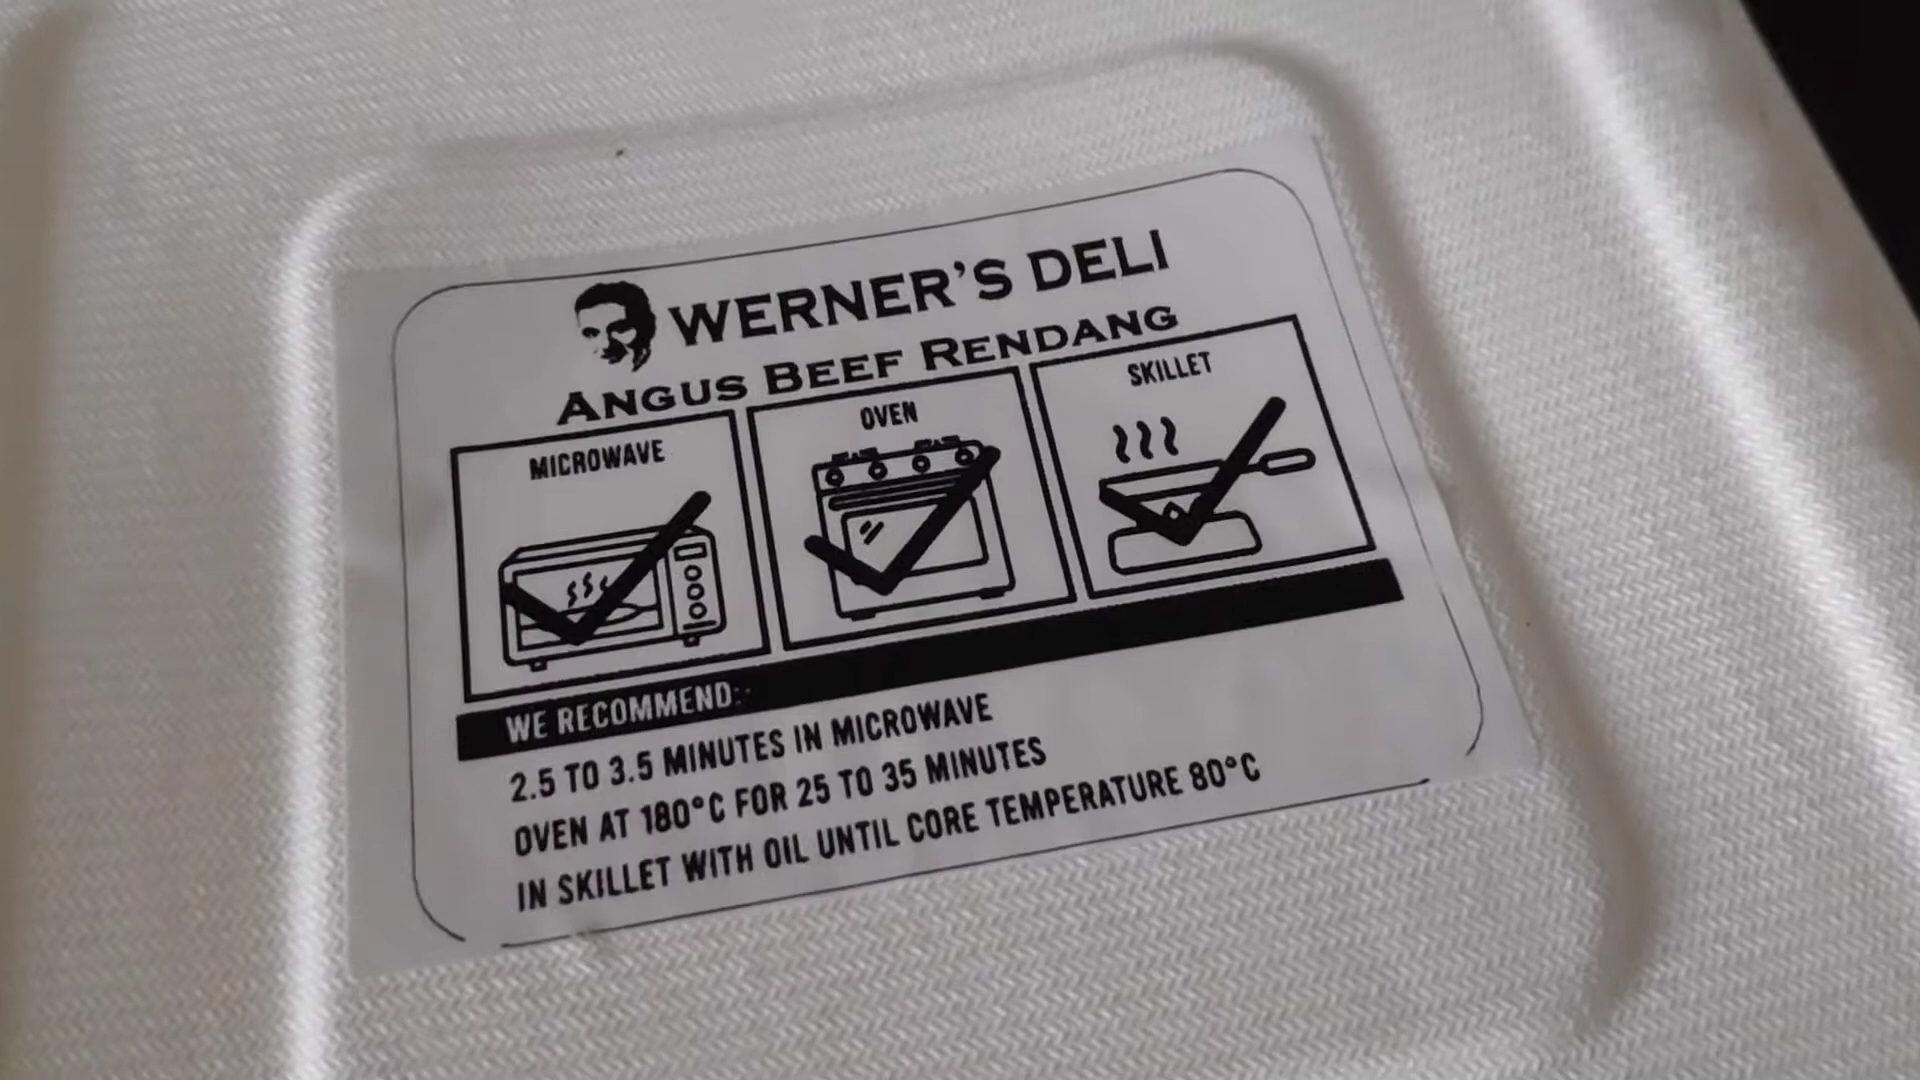 WERNER'S DELI
ANGUS BEEF RENDANG
MICROWAVE
OVEN
SKILLET
WE RECOMMEND:
2.5 TO 3.5 MINUTES IN MICROWAVE
OVEN AT 180°C FOR 25 TO 35 MINUTES
IN SKILLET WITH OIL UNTIL CORE TEMPERATURE 80°C